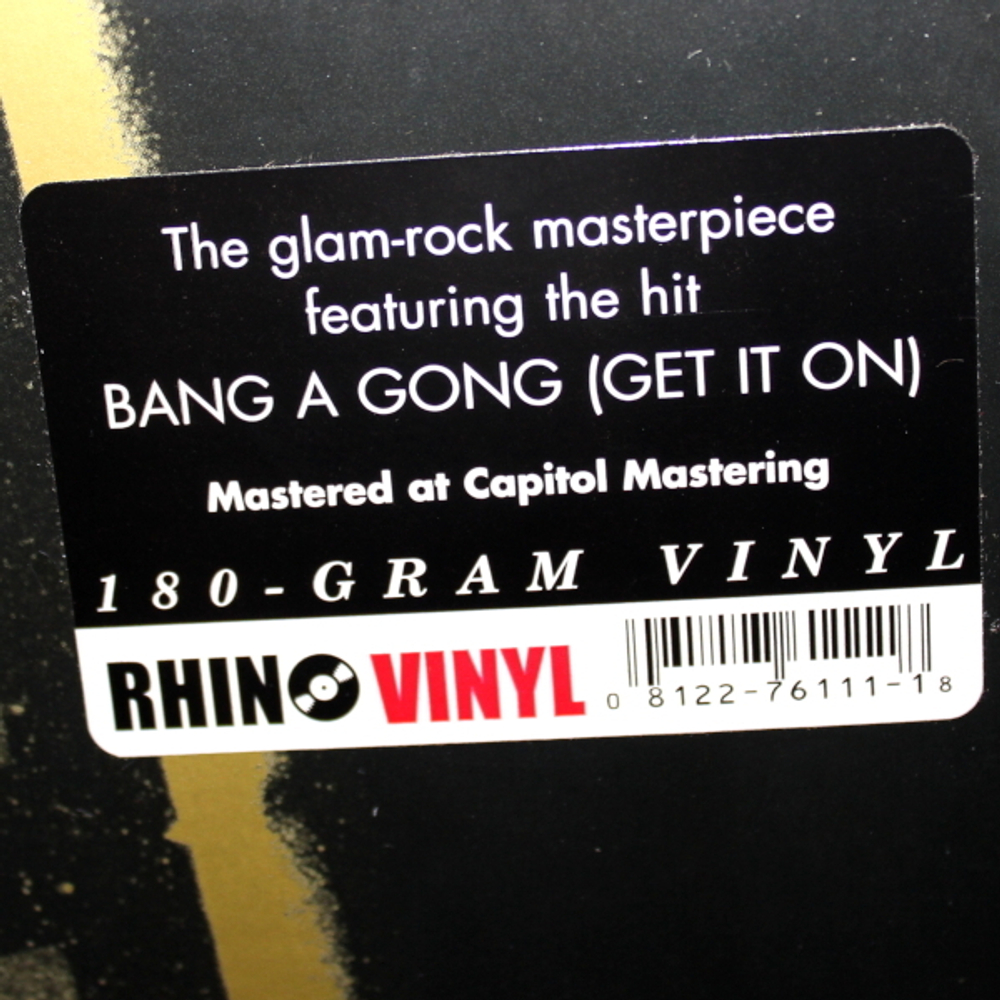 The glam-rock masterpiece
featuring the hit
BANG A GONG (GET IT ON)
Mastered at Capitol Mastering
180-GRAM VINYL
RHINO VINYL
0 8122-76111-1 8